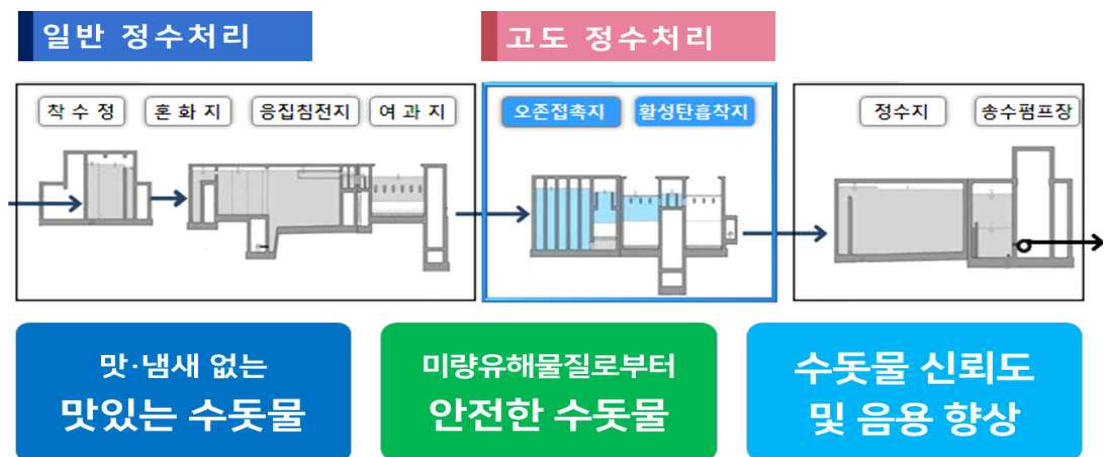 일반 정수처리
고도 정수처리
착 수 정
혼 화 지
응집침전지
여 과 지
오존접촉지
활성탄흡착지
정수지
송수펌프장
맛·냄새 없는
맛있는 수돗물
미량유해물질로부터
안전한 수돗물
수돗물 신뢰도
및 음용 향상